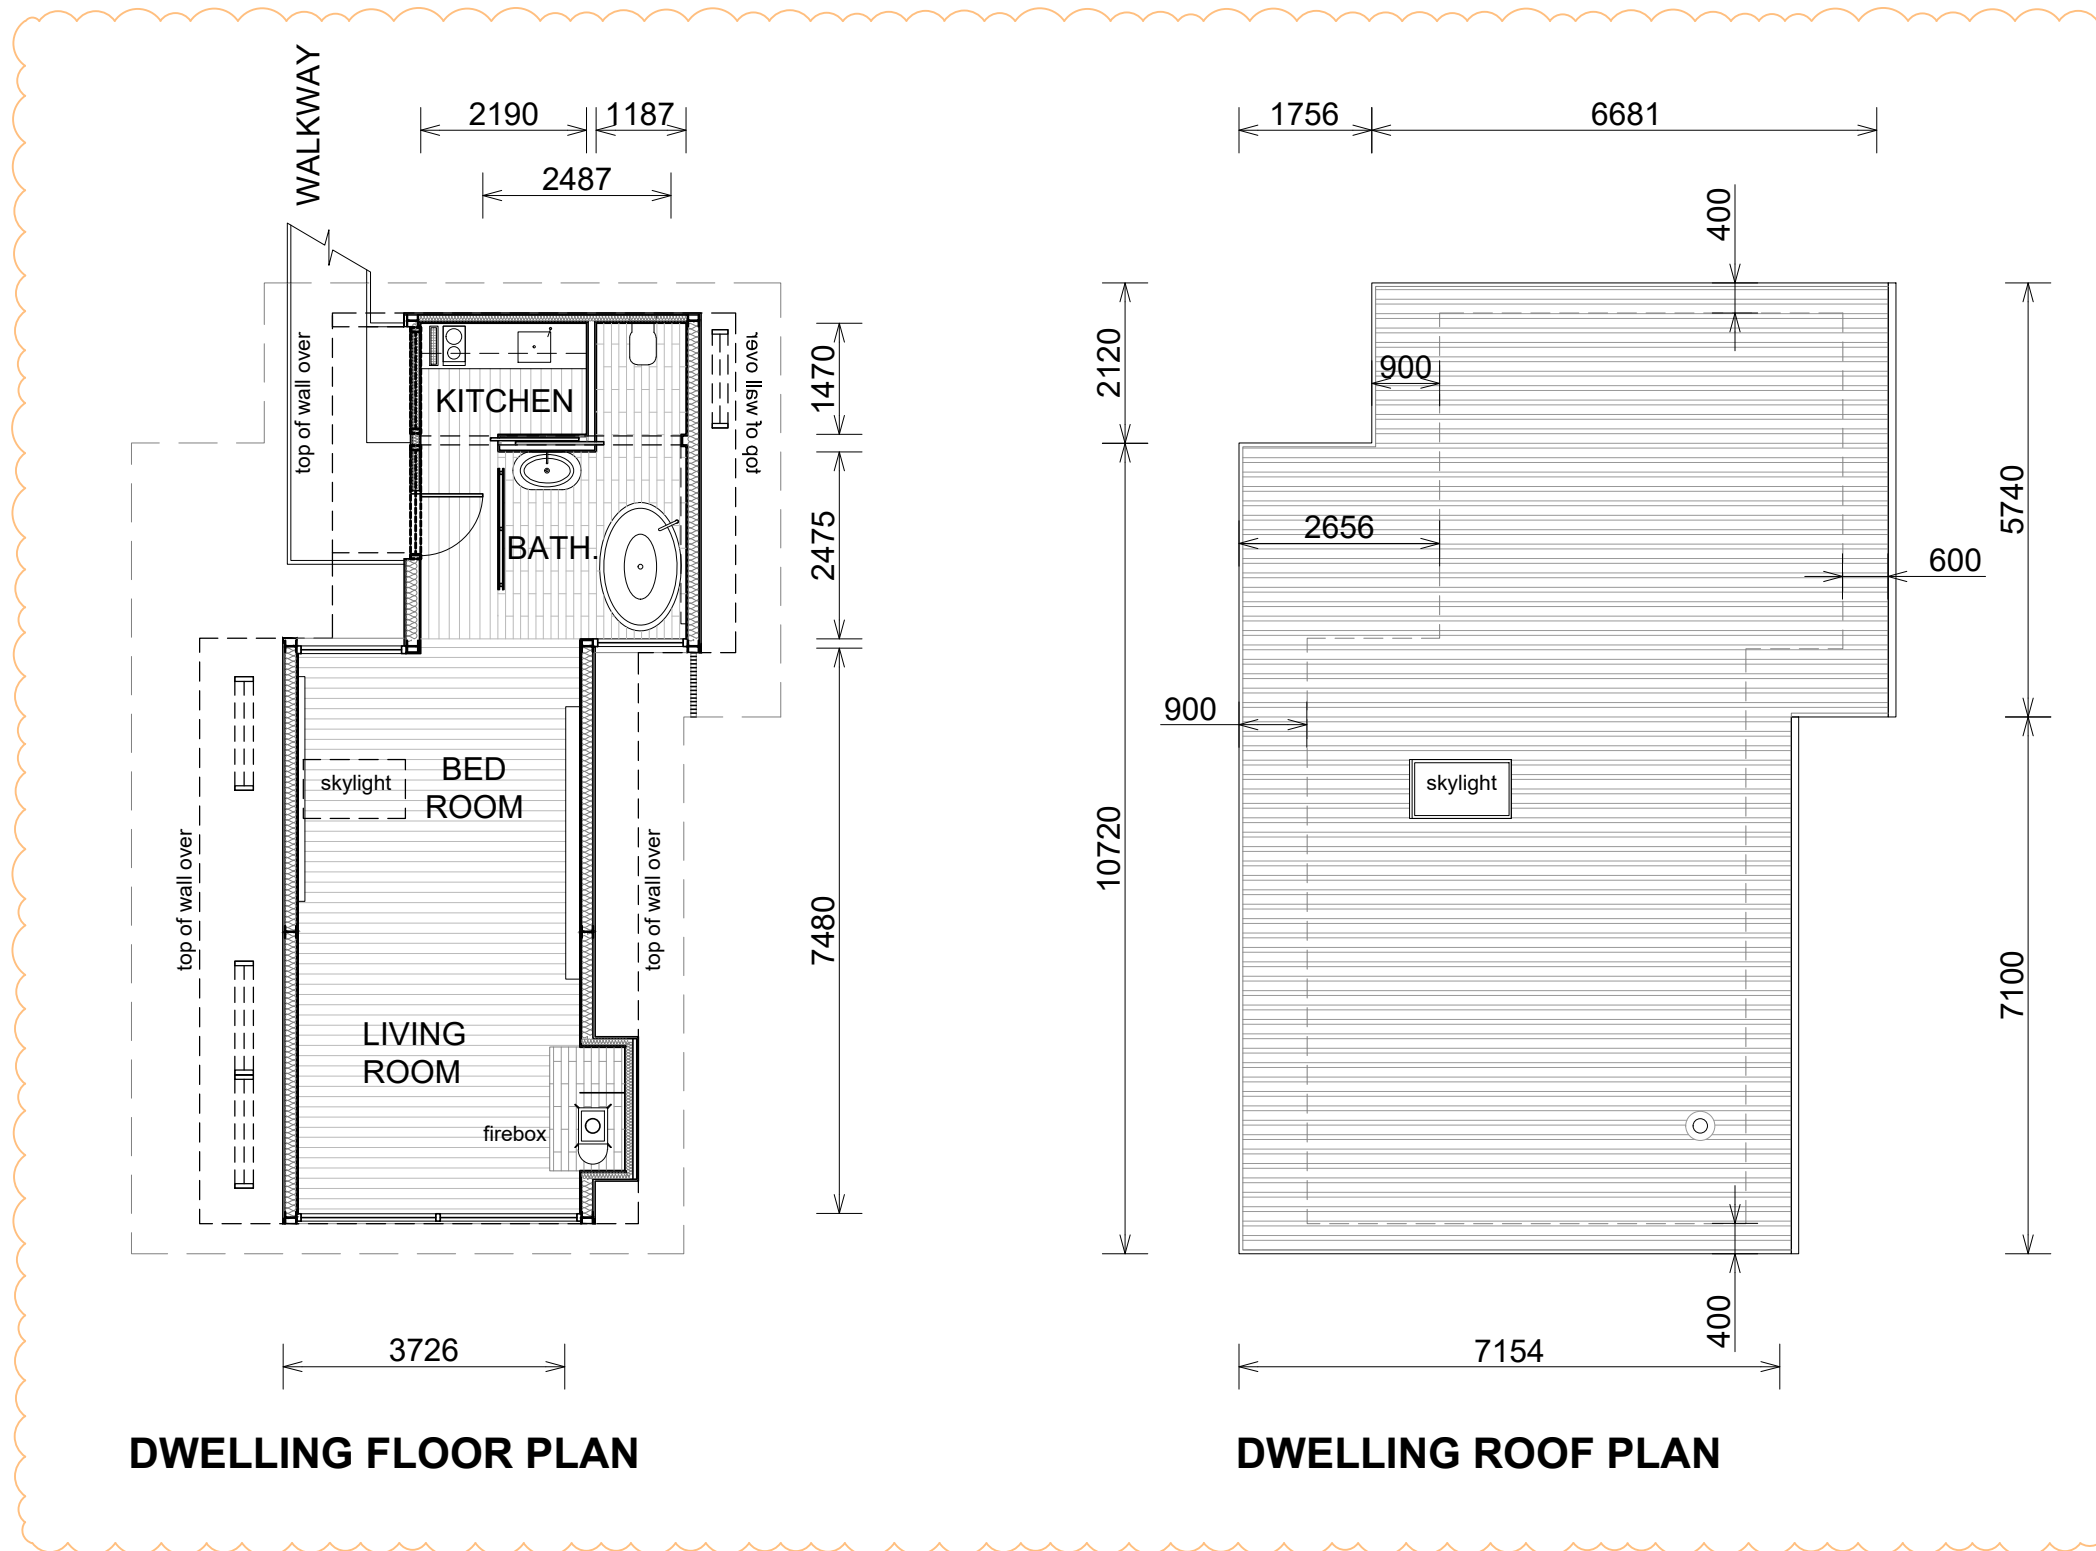 WALKWAY
2190
1187
2487
top of wall over
top of wall over
1470
KITCHEN
2475
BATH.
BED
ROOM
skylight
top of wall over
top of wall over
7480
LIVING
ROOM
firebox
3726
DWELLING FLOOR PLAN
1756
6681
400
2120
900
2656
5740
600
900
skylight
10720
7100
400
7154
DWELLING ROOF PLAN